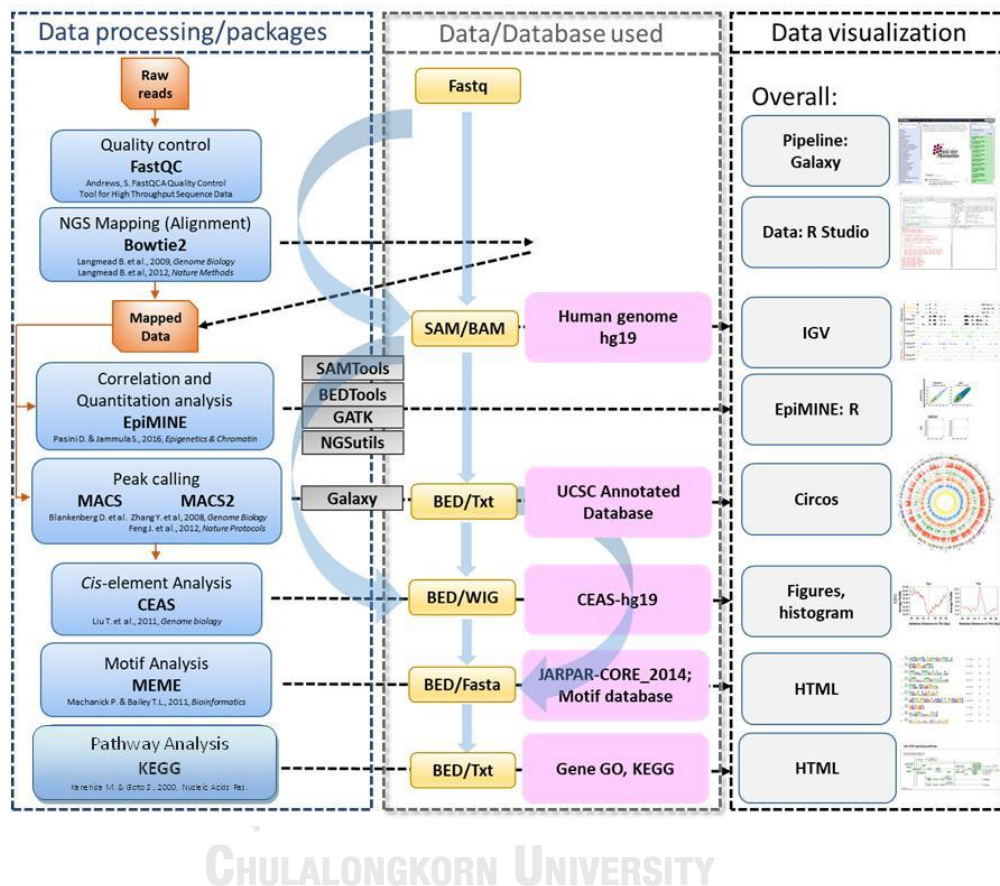 Data processing/packages
Raw
reads
Quality control
FastQC
Andrews, S. FastQCA Quality Control
Tool for High Throughput Sequence Data
NGS Mapping (Alignment)
Bowtie2
Langmead B. et al., 2009, Genome Biology
Langmead B. et al, 2012, Nature Methods
Mapped
Data
Correlation and
Quantitation analysis
EpiMINE
Pasini D. & Jammula S., 2016, Epigenetics & Chromatin
Peak calling
MACS MACS2
Blankenberg D. et al. Zhang Y. et al, 2008, Genome Biology
Feng J. et al., 2012, Nature Protocols
Cis-element Analysis
CEAS
Liu T. et al., 2011, Genome biology
Motif Analysis
MEME
Machanick P. & Bailey T.L., 2011, Bioinformatics
Pathway Analysis
KEGG
Kanehisa M. & Goto S., 2000, Nucleic Acids Res.
SAMTools
BEDTools
GATK
NGSutils
Galaxy
Data/Database used
Fastq
SAM/BAM
Human genome
hg19
BED/Txt
UCSC Annotated
Database
BED/WIG
CEAS-hg19
BED/Fasta
JARPAR-CORE_2014;
Motif database
BED/Txt
Gene GO, KEGG
Data visualization
Overall:
Pipeline:
Galaxy
Data: R Studio
IGV
EpiMINE: R
Circos
Figures,
histogram
HTML
HTML
CHULALONGKORN UNIVERSITY